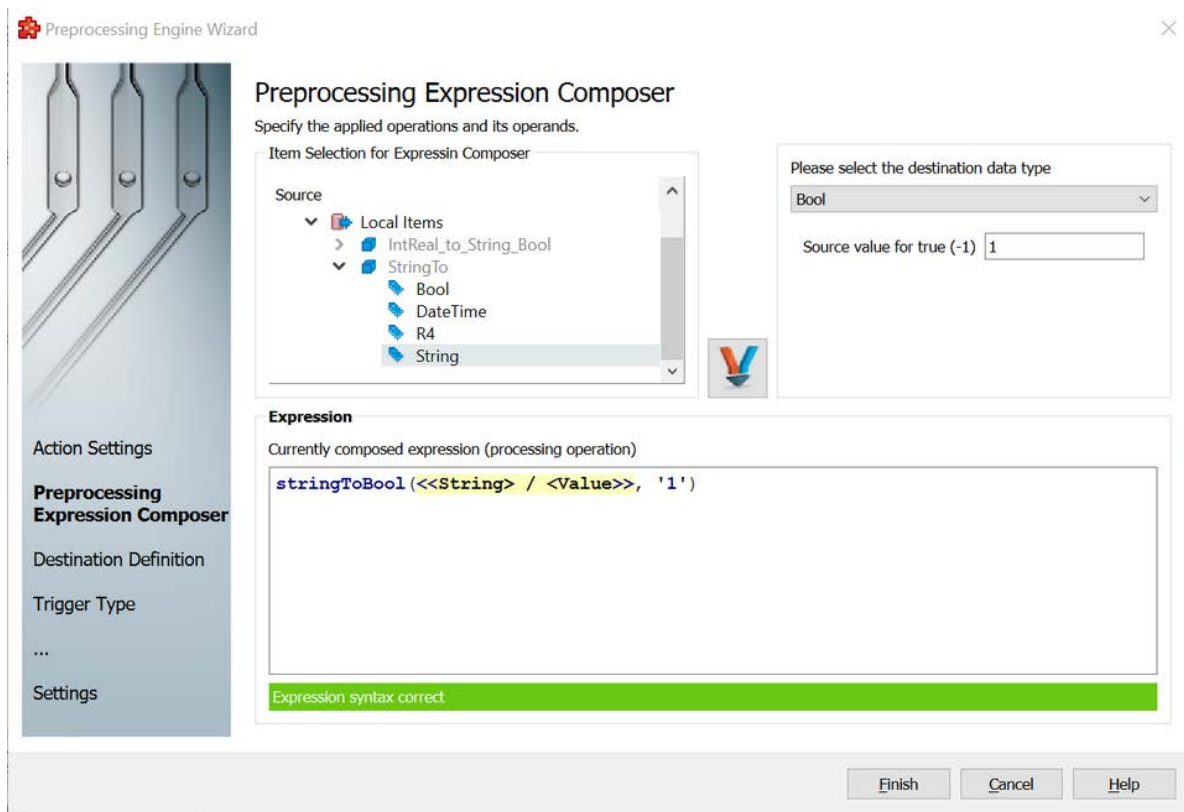 Preprocessing Engine Wizard
Preprocessing Expression Composer
Specify the applied operations and its operands.
Item Selection for Expressin Composer
Source
Local Items
IntReal_to_String_Bool
StringTo
Bool
DateTime
R4
String
Please select the destination data type
Bool
Source value for true (-1) 1
Action Settings
Preprocessing
Expression Composer
Destination Definition
Trigger Type
...
Settings
Expression
Currently composed expression (processing operation)
stringToBool(<<String> / <Value>>, '1')
Expression syntax correct
Finish
Cancel
Help